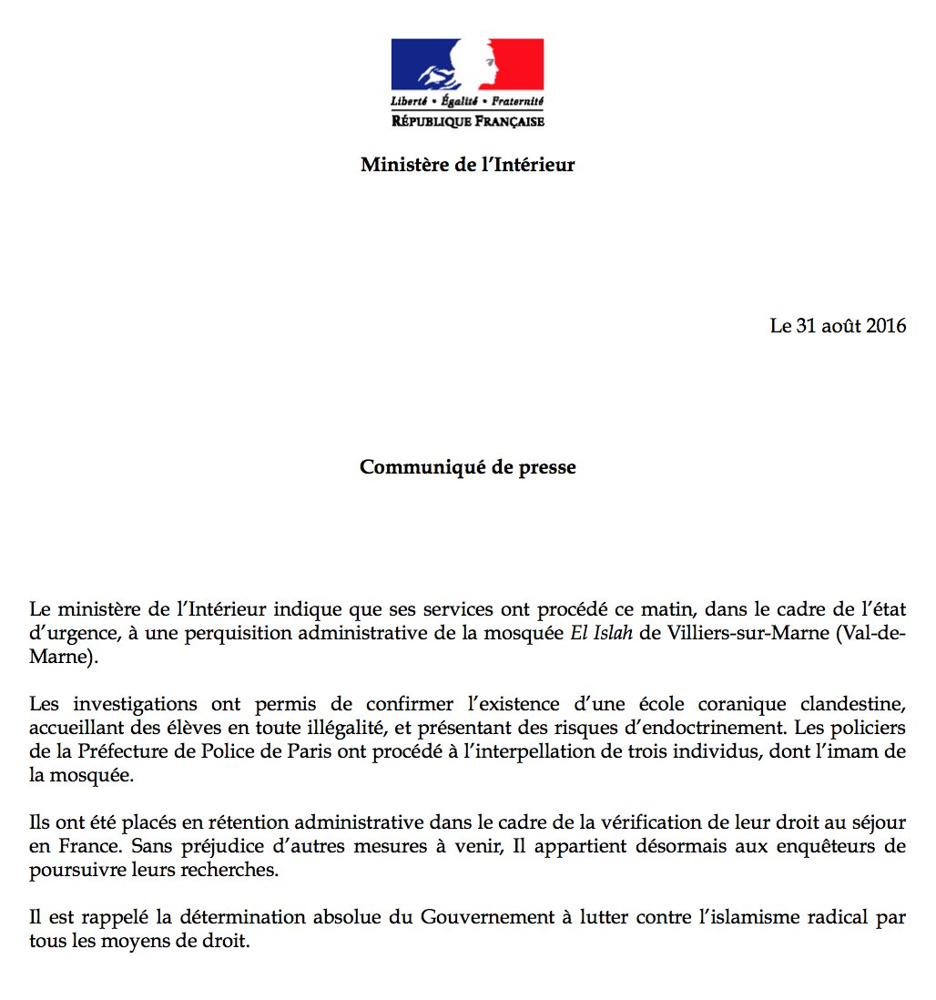 Liberté • Égalité • Fraternité
RÉPUBLIQUE FRANÇAISE
Ministère de l’Intérieur
Le 31 août 2016
Communiqué de presse
Le ministère de l’Intérieur indique que ses services ont procédé ce matin, dans le cadre de l’état
d’urgence, à une perquisition administrative de la mosquée El Islah de Villiers-sur-Marne (Val-de-
Marne).
Les investigations ont permis de confirmer l’existence d’une école coranique clandestine,
accueillant des élèves en toute illégalité, et présentant des risques d’endoctrinement. Les policiers
de la Préfecture de Police de Paris ont procédé à l’interpellation de trois individus, dont l’imam de
la mosquée.
Ils ont été placés en rétention administrative dans le cadre de la vérification de leur droit au séjour
en France. Sans préjudice d’autres mesures à venir, Il appartient désormais aux enquêteurs de
poursuivre leurs recherches.
Il est rappelé la détermination absolue du Gouvernement à lutter contre l’islamisme radical par
tous les moyens de droit.